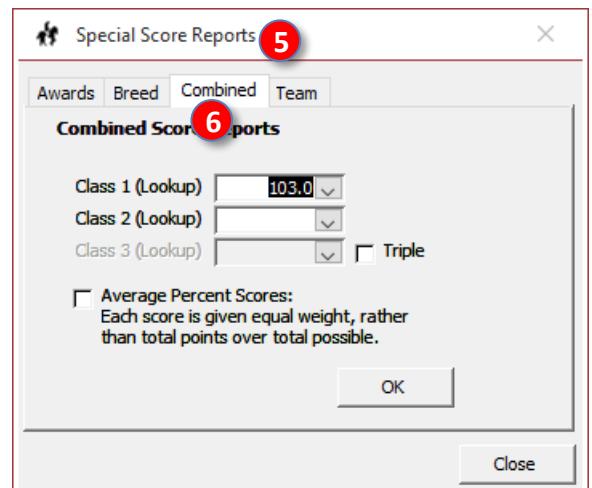 Special Score Reports 5
Awards Breed Combined Team
6
Combined Scor ports
Class 1 (Lookup) 103.0
Class 2 (Lookup)
Class 3 (Lookup) Triple
Average Percent Scores:
Each score is given equal weight, rather
than total points over total possible.
OK
Close